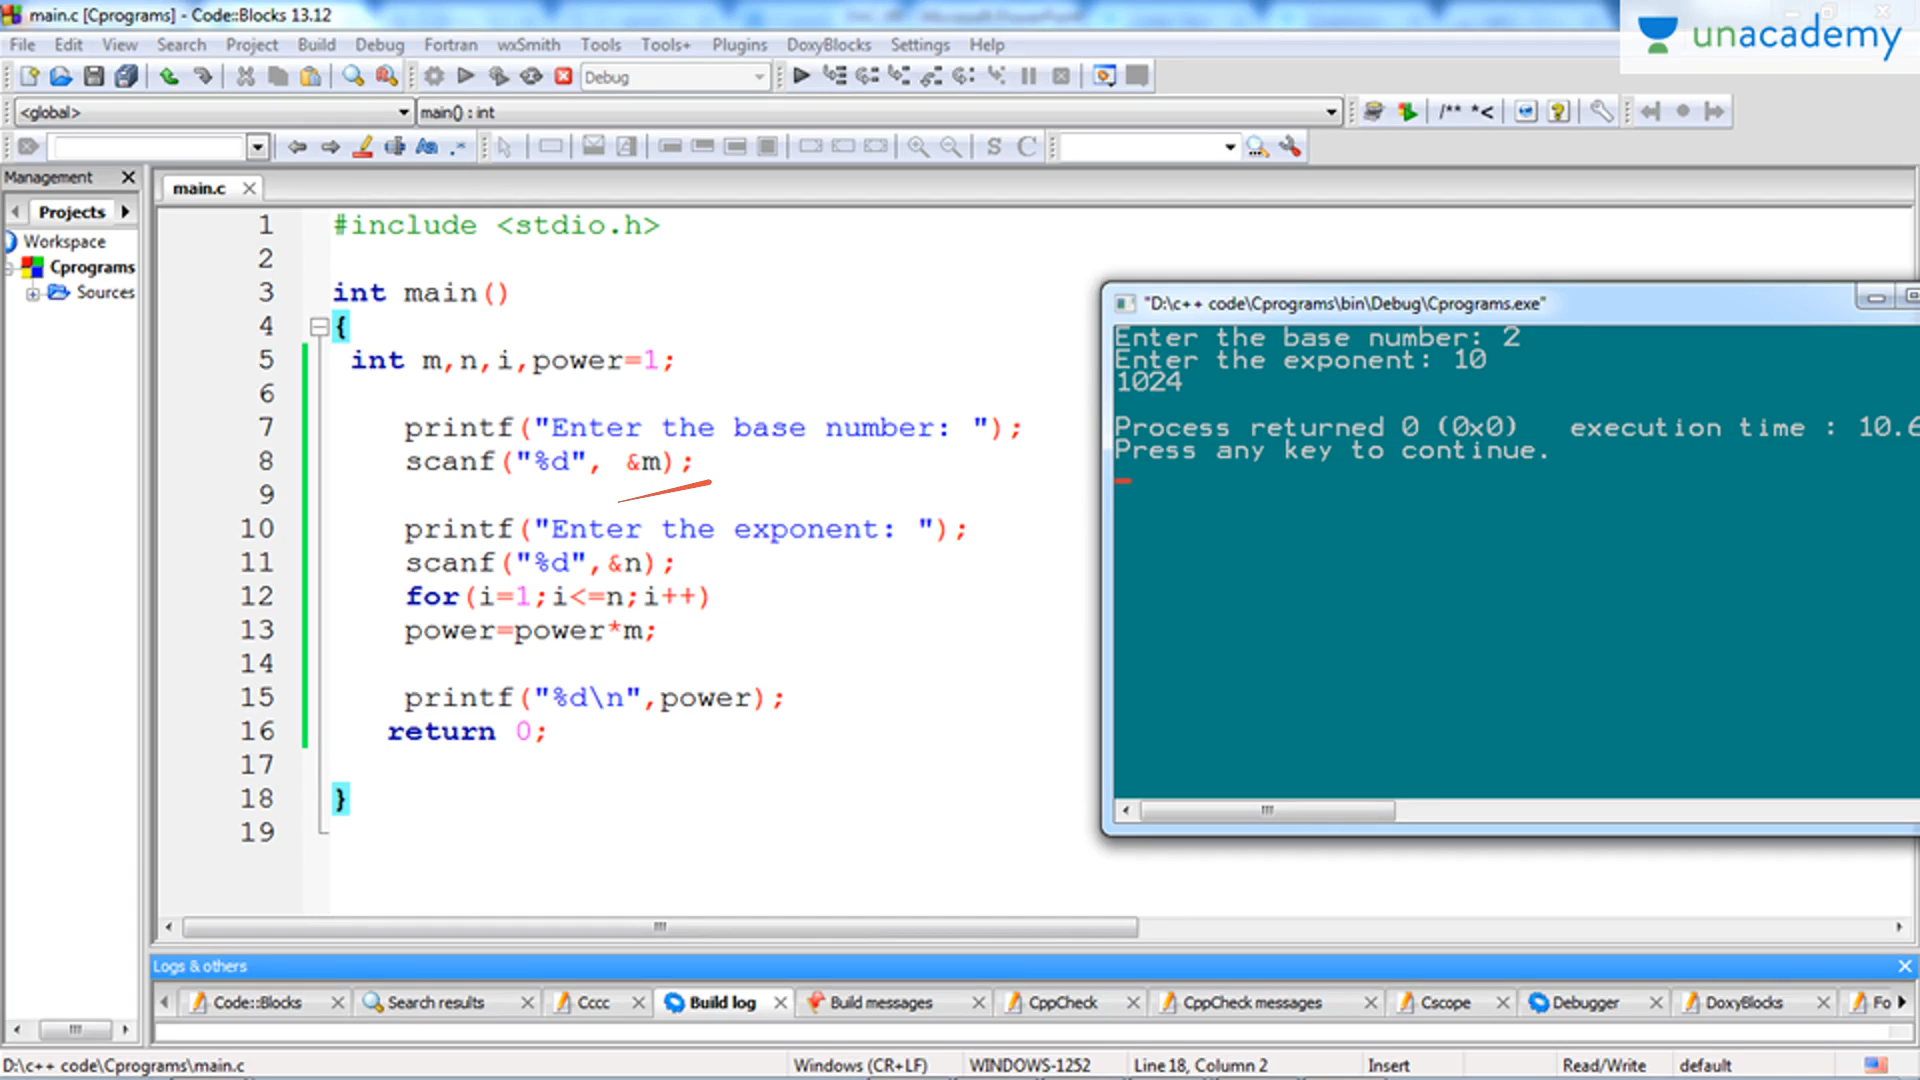 main.c [Cprograms] - Code::Blocks 13.12
unacademy
File Edit View Search Project Build Debug Fortran wxSmith Tools Tools+ Plugins DoxyBlocks Settings Help
Debug
<global> main() : int
/** *<
S C
Management
Projects
Workspace
Cprograms
Sources
main.c
1 #include <stdio.h>
2
3 int main()
4 {
5 int m,n,i,power=1;
6
7 printf("Enter the base number: ");
8 scanf("%d", &m);
9
10 printf("Enter the exponent: ");
11 scanf("%d",&n);
12 for(i=1;i<=n;i++)
13 power=power*m;
14
15 printf("%d\n",power);
16 return 0;
17
18 }
19
"D:\c++ code\Cprograms\bin\Debug\Cprograms.exe"
Enter the base number: 2
Enter the exponent: 10
1024
Process returned 0 (0x0) execution time : 10.6
Press any key to continue.
Logs & others
Code::Blocks Search results Cccc Build log Build messages CppCheck CppCheck messages Cscope Debugger DoxyBlocks Fo
D:\c++ code\Cprograms\main.c Windows (CR+LF) WINDOWS-1252 Line 18, Column 2 Insert Read/Write default